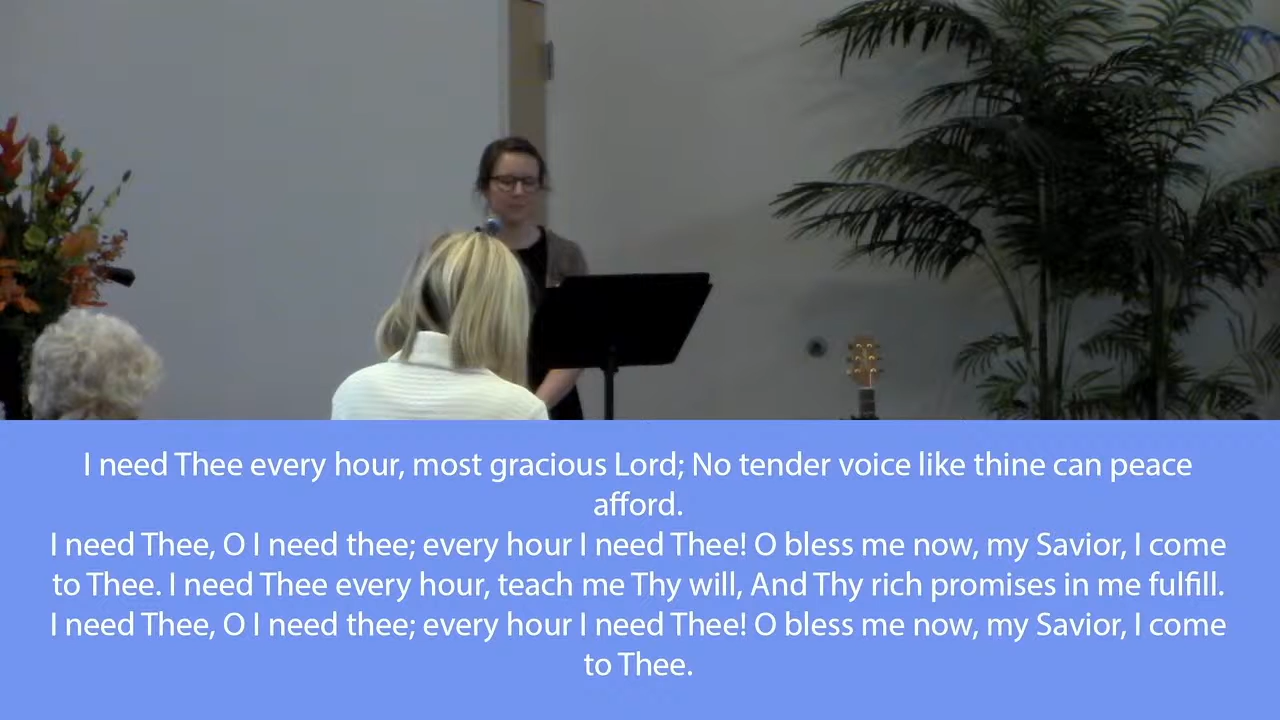 I need Thee every hour, most gracious Lord; No tender voice like thine can peace
afford.
I need Thee, O I need thee; every hour I need Thee! O bless me now, my Savior, I come
to Thee. I need Thee every hour, teach me Thy will, And Thy rich promises in me fulfill.
I need Thee, O I need thee; every hour I need Thee! O bless me now, my Savior, I come
to Thee.